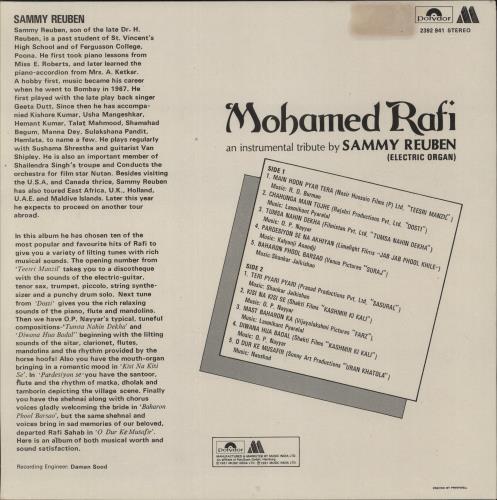 Polydor
2392 941 STEREO
SAMMY REUBEN
Sammy Reuben, son of the late Dr. H.
Reuben, is a past student of St. Vincent's
High School and of Fergusson College,
Poona. He first took piano lessons from
Miss E. Roberts, and later learned the
piano-accordion from Mrs. A. Ketkar.
A hobby first, music became his career
when he went to Bombay in 1967. He
first played with the late play back singer
Geeta Dutt, Since then he has accompa-
nied Kishore Kumar, Usha Mangeshkar,
Hemant Kumar, Talat Mahmood, Shamshad
Begum, Manna Dey, Sulakshana Pandit,
Hemlata, to name a few. He plays regularly
with Sushama Shrestha and guitarist Van
Shipley. He is also an important member of
Shailendra Singh's troupe and Conducts
the orchestra for film star Nutan. Besides visiting
the U.S.A. and Canada thrice, Sammy Reuben
has also toured East Africa, U.K., Holland,
U.A.E. and Maldive Islands. Later this year
he expects to proceed on another tour
abroad.
In this album he has chosen ten of the
most popular and favourite hits of Rafi to
give you a variety of lilting tunes with rich
musical sounds. The opening number from
'Teesri Manzil' takes you to a discotheque
with the sounds of the electric-guitar,
tenor sax, trumpet, piccolo, string synthe-
sizer and a punchy drum solo. Next tune
from 'Dosti' gives you the rich relaxing
sounds of the piano, flute and mandolins.
Then we have O.P. Nayyar's typical, tuneful
compositions-'Tumsa Nahin Dekha' and
'Diwana Hua Badal' beginning with the lilting
sounds of the sitar, clarionet, flutes,
mandolins and the rhythm provided by the
horse hoofs! Also you have the mouth-organ
bringing in a romantic mood in 'Kisi Na Kiti
Se'. In 'Pardesiyon se' you have the santoor,
flute and the rhythm of matka, dholak and
tamborin depicting the village scene. Finally
you have the shehnai along with chorus
voices gladly welcoming the bride in 'Baharon
Phool Barsao', but the same shehnai and
voices bring in sad memories of our beloved,
departed Rafi Sahab in 'O Dur Ke Musafir'.
Here is an album of both musical worth and
sound satisfaction.
Recording Engineer: Daman Sood
Mohamed Rafi
an instrumental tribute by SAMMY REUBEN
(ELECTRIC ORGAN)
SIDE 1
1. MAIN HOON PYAR TERA (Nasir Hussain Films (P) Ltd. "TEESRI MANZIL")
Music: R. D. Burman
2. CHAHUNGA MAIN TUJHE (Rajshri Productions Pvt. Ltd. "DOSTI")
Music: Laxmikant Pyarelal
3. TUMSA NAHIN DEKHA (Filmistan Pvt. Ltd. "TUMSA NAHIN DEKHA")
Music: O. P. Nayyar
4. PARDESIYON SE NA AKHIYAN (Limelight Films "JAB JAB PHOOL KHILE")
Music: Kalyanji Anandji
5. BAHARON PHOOL BARSAO (Vanus Pictures "SURAJ")
Music: Shankar Jaikishan
SIDE 2
1. TERI PYARI PYARI (Prasad Productions Pvt. Ltd. "SASURAL")
Music: Shankar Jaikishan
2. KISI NA KISI SE (Shakti Films "KASHMIR KI KALI")
Music: O. P. Nayyar
3. MAST BAHARON KA (Vijayalakshmi Pictures "FARZ")
Music: Laxmikant Pyarelal
4. DIWANA HUA BADAL (Shakti Films "KASHMIR KI KALI")
Music: O. P. Nayyar
5. O DUR KE MUSAFIR (Sunny Art Productions "URAN KHATOLA")
Music: Naushad
Polydor
MANUFACTURED & MARKETED BY MUSIC INDIA LTD.